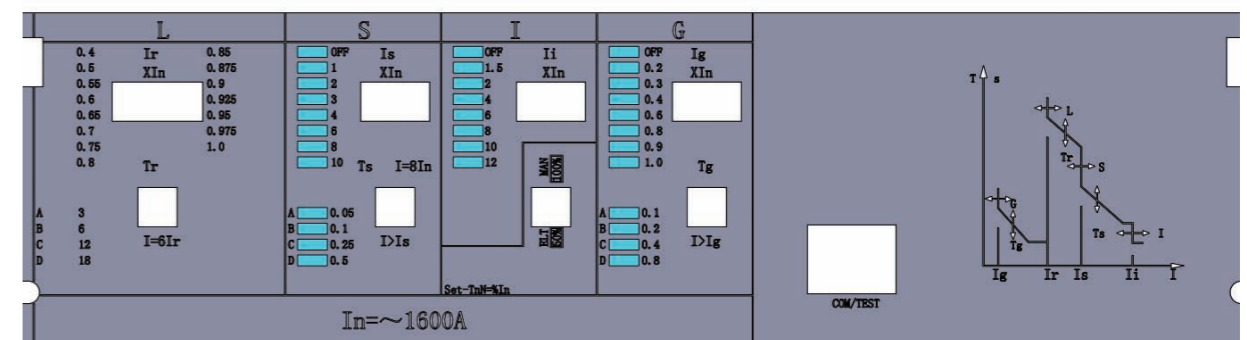 L
0.4 Ir 0.85
0.5 XIn 0.875
0.55 0.9
0.6 0.925
0.65 0.95
0.7 0.975
0.75 1.0
0.8 Tr
A 3
B 6
C 12 I=6Ir
D 18
S
OFF Is
1 XIn
2
3
4
6
8
10 Ts I=8In
A 0.05
B 0.1
C 0.25 I>Is
D 0.5
I
OFF Ii
1.5 XIn
2
4
6
8
10
12
MAN
100%
ELT
50%
Set-TnN=%In
G
OFF Ig
0.2 XIn
0.3
0.4
0.6
0.8
0.9
1.0 Tg
A 0.1
B 0.2
C 0.4 I>Ig
D 0.8
In=～1600A
COM/TEST
T s
L
Tr
S
G
Tg
Ts I
Ig Ir Is Ii I